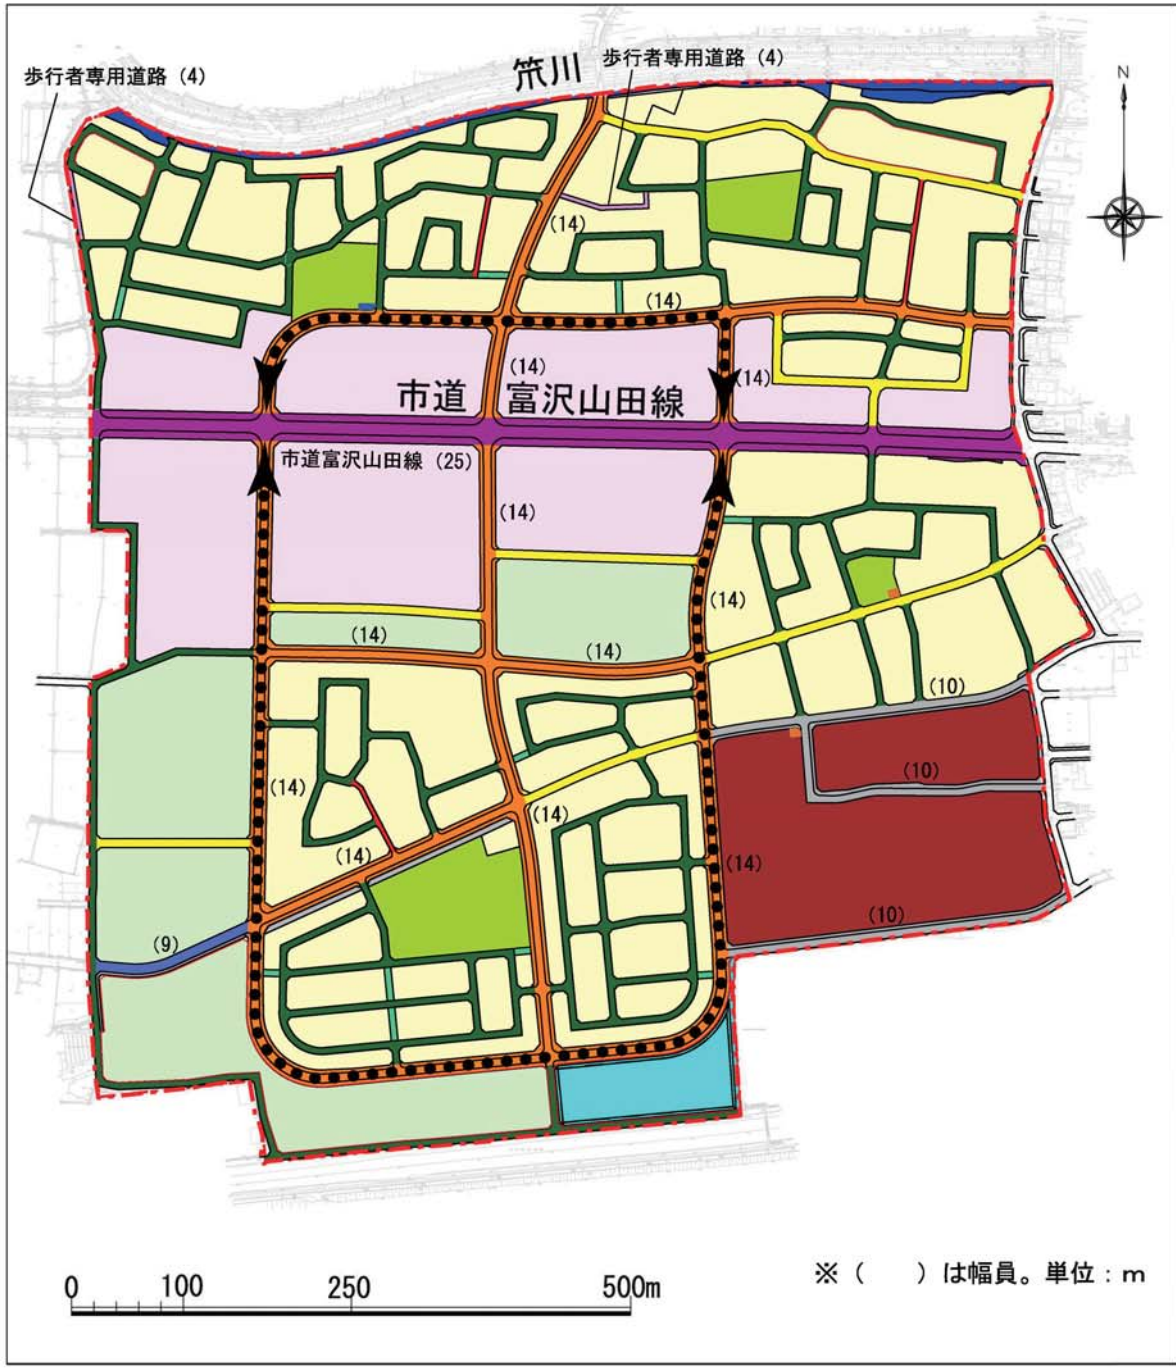 歩行者専用道路（4）
笊川
歩行者専用道路（4）
N
（14）
（14）
（14）
（14）
市道 富沢山田線
市道富沢山田線（25）
（14）
（14）
（14）
（14）
（10）
（14）
（10）
（14）
（14）
（14）
（10）
（9）
0 100 250 500m
※（　　）は幅員。単位：m